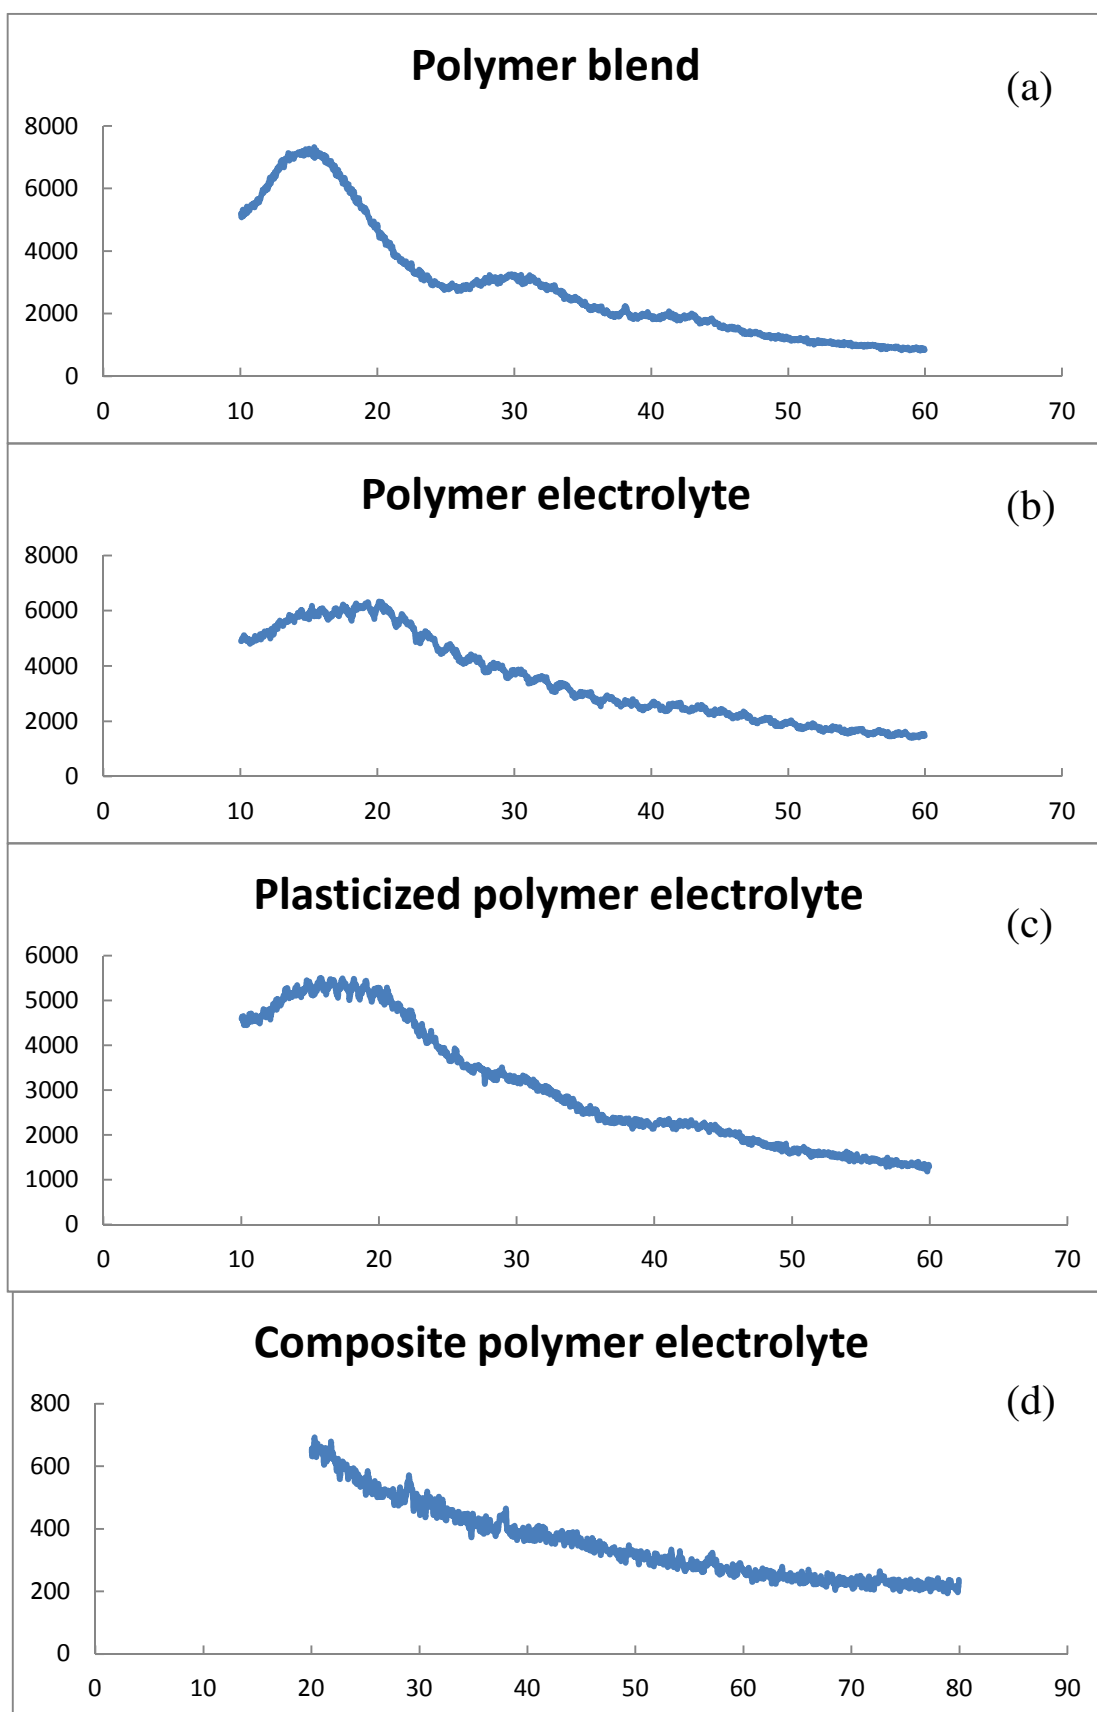 Polymer blend
(a)
8000
6000
4000
2000
0
0 10 20 30 40 50 60 70
Polymer electrolyte
(b)
8000
6000
4000
2000
0
0 10 20 30 40 50 60 70
Plasticized polymer electrolyte
(c)
6000
5000
4000
3000
2000
1000
0
0 10 20 30 40 50 60 70
Composite polymer electrolyte
(d)
800
600
400
200
0
0 10 20 30 40 50 60 70 80 90